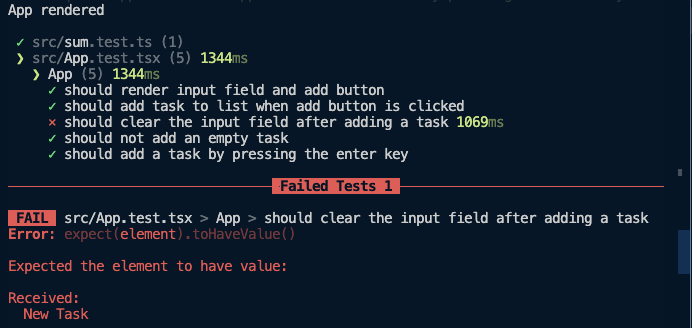 App rendered
✓ src/sum.test.ts (1)
❯ src/App.test.tsx (5) 1344ms
❯ App (5) 1344ms
✓ should render input field and add button
✓ should add task to list when add button is clicked
× should clear the input field after adding a task 1069ms
✓ should not add an empty task
✓ should add a task by pressing the enter key
Failed Tests 1
FAIL src/App.test.tsx > App > should clear the input field after adding a task
Error: expect(element).toHaveValue()
Expected the element to have value:
Received:
New Task